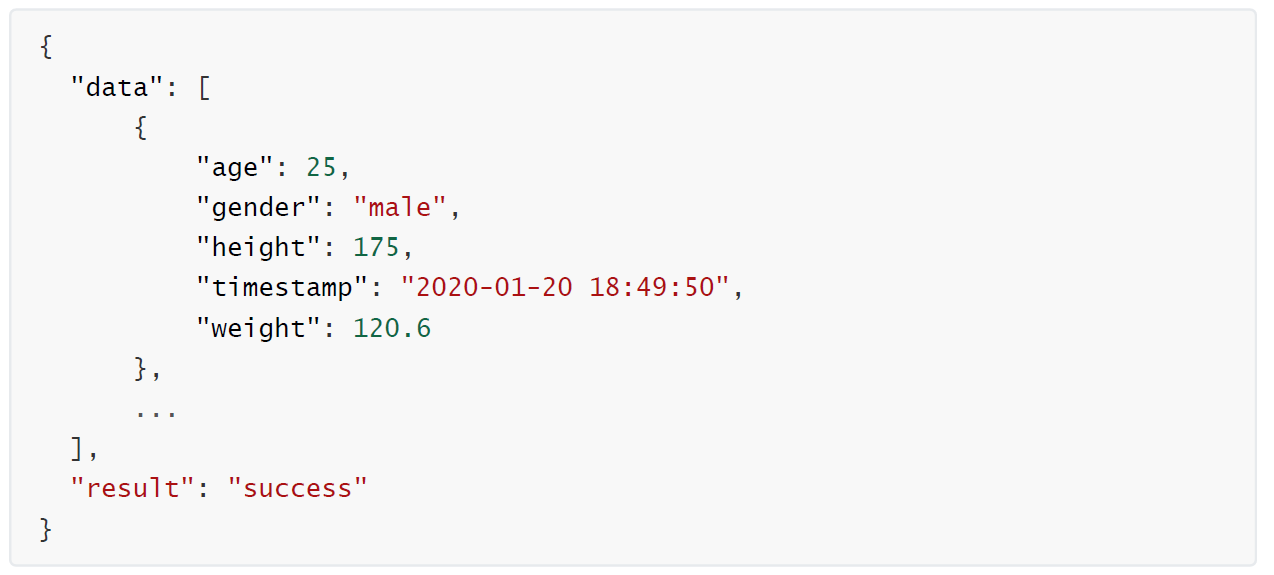 {
  "data": [
      {
          "age": 25,
          "gender": "male",
          "height": 175,
          "timestamp": "2020-01-20 18:49:50",
          "weight": 120.6
      },
      ...
  ],
  "result": "success"
}